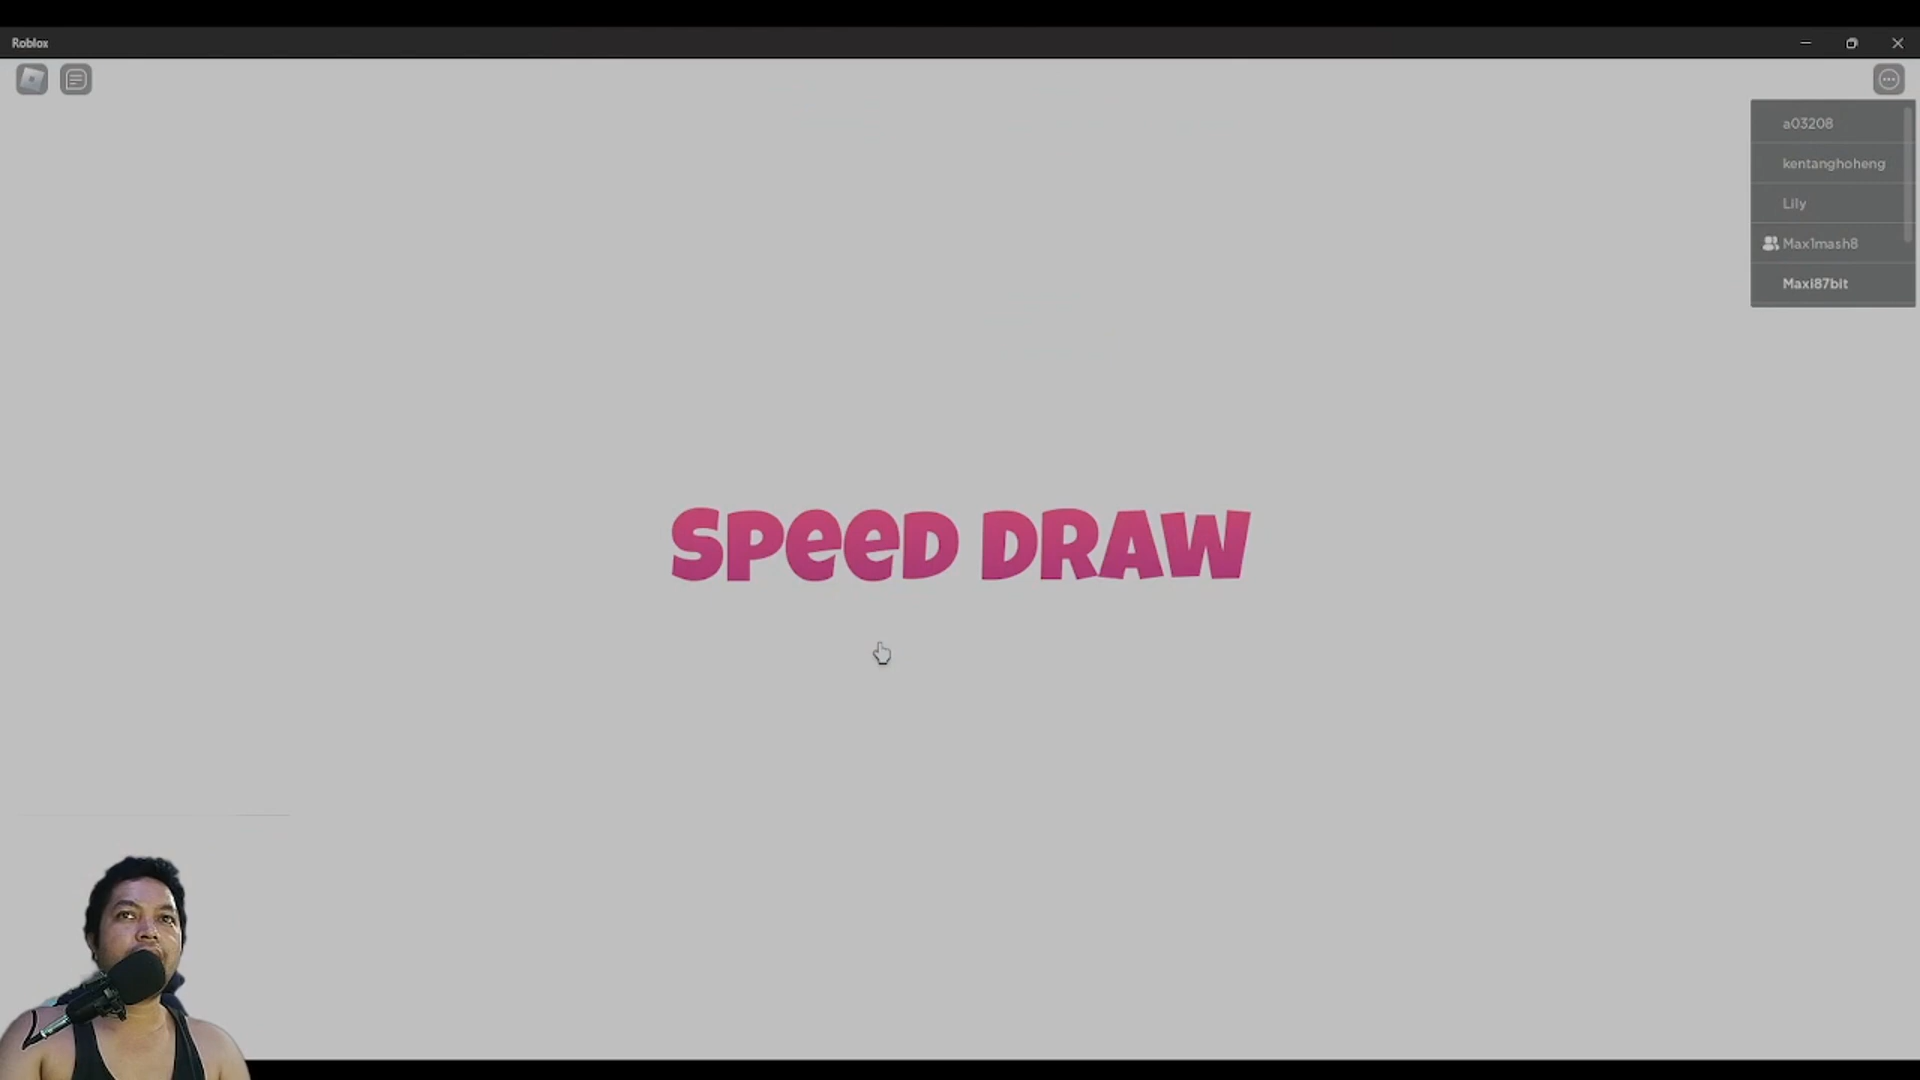 Roblox
a03208
kentanghoheng
Lily
Max1mash8
Maxi87bit
SPeeD DRAW